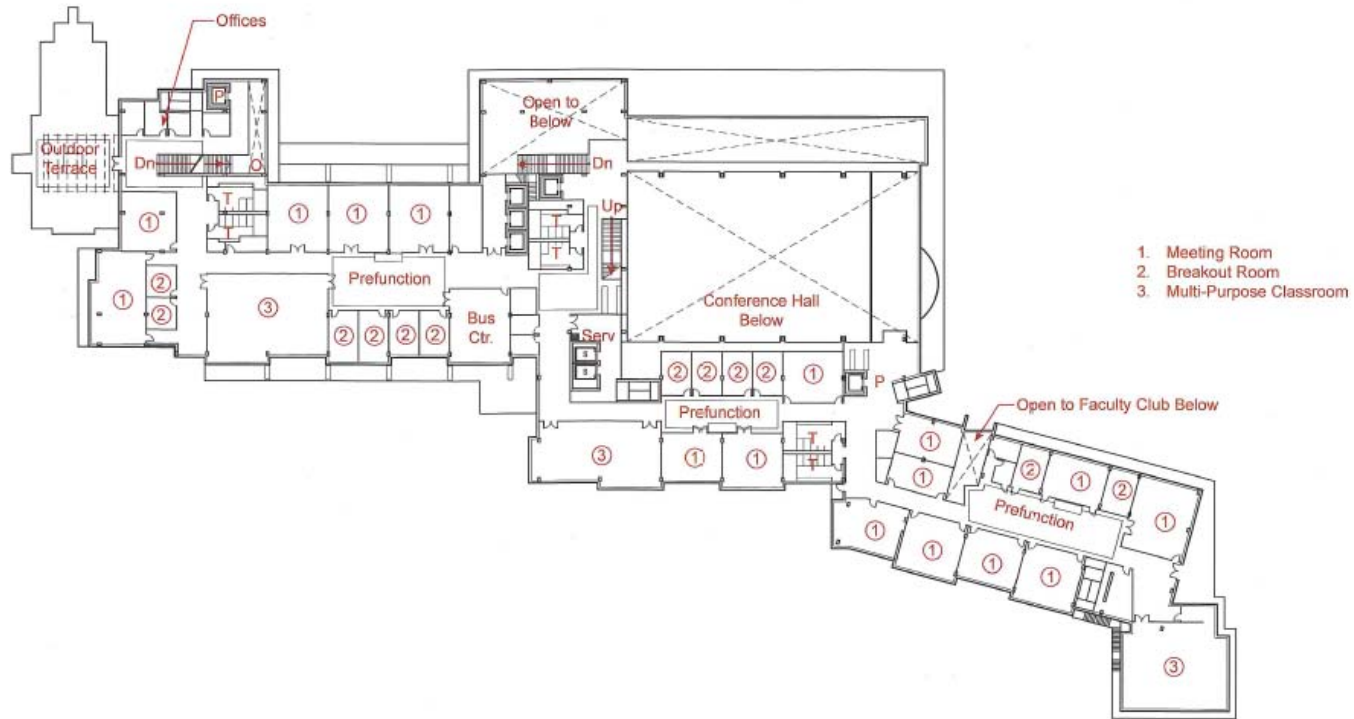 Offices
P
Open to
Below
Outdoor
Terrace
Dn
O
Dn
T
T
1
1
1
1
Up
T
T
1. Meeting Room
2. Breakout Room
3. Multi-Purpose Classroom
Prefunction
1
2
2
3
Conference Hall
Below
Bus
Ctr.
2
2
2
2
Serv
S
S
2
2
2
2
1
P
Prefunction
Open to Faculty Club Below
3
1
1
T
T
1
1
2
1
2
1
Prefunction
1
1
1
1
3